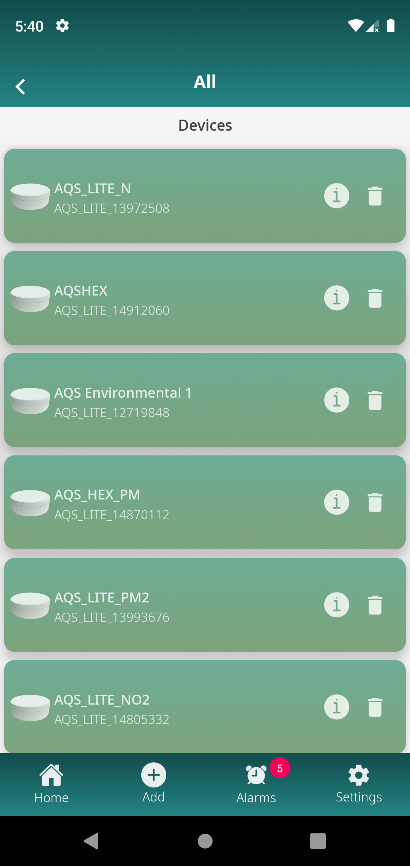 5:40
All
Devices
AQS_LITE_N
AQS_LITE_13972508
AQSHEX
AQS_LITE_14912060
AQS Environmental 1
AQS_LITE_12719848
AQS_HEX_PM
AQS_LITE_14870112
AQS_LITE_PM2
AQS_LITE_13993676
AQS_LITE_NO2
AQS_LITE_14805332
5
Home Add Alarms Settings